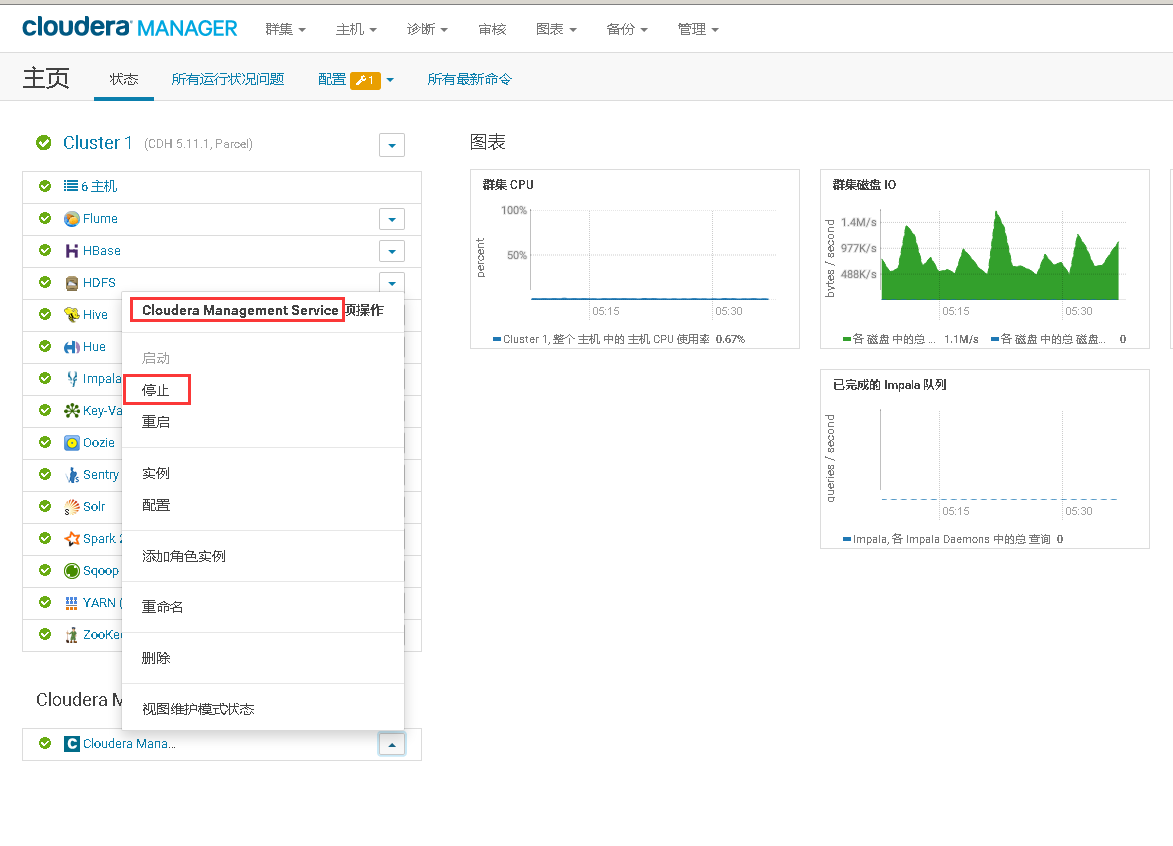 cloudera MANAGER 群集 主机 诊断 审核 图表 备份 管理
主页 状态 所有运行状况问题 配置 1 所有最新命令
Cluster 1 (CDH 5.11.1, Parcel)
6 主机
Flume
HBase
HDFS
Hive
Hue
Impala
Key-Va
Oozie
Sentry
Solr
Spark 2
Sqoop
YARN (
ZooKee
Cloudera M
Cloudera Mana...
Cloudera Management Service 项操作
启动
停止
重启
实例
配置
添加角色实例
重命名
删除
视图维护模式状态
图表
群集 CPU
percent
100%
50%
05:15 05:30
Cluster 1, 整个 主机 中的 主机 CPU 使用率 0.67%
群集磁盘 IO
bytes / second
1.4M/s
977K/s
488K/s
05:15 05:30
各 磁盘 中的总 ... 1.1M/s 各 磁盘 中的总 磁盘... 0
已完成的 Impala 队列
queries / second
05:15 05:30
Impala, 各 Impala Daemons 中的总 查询 0